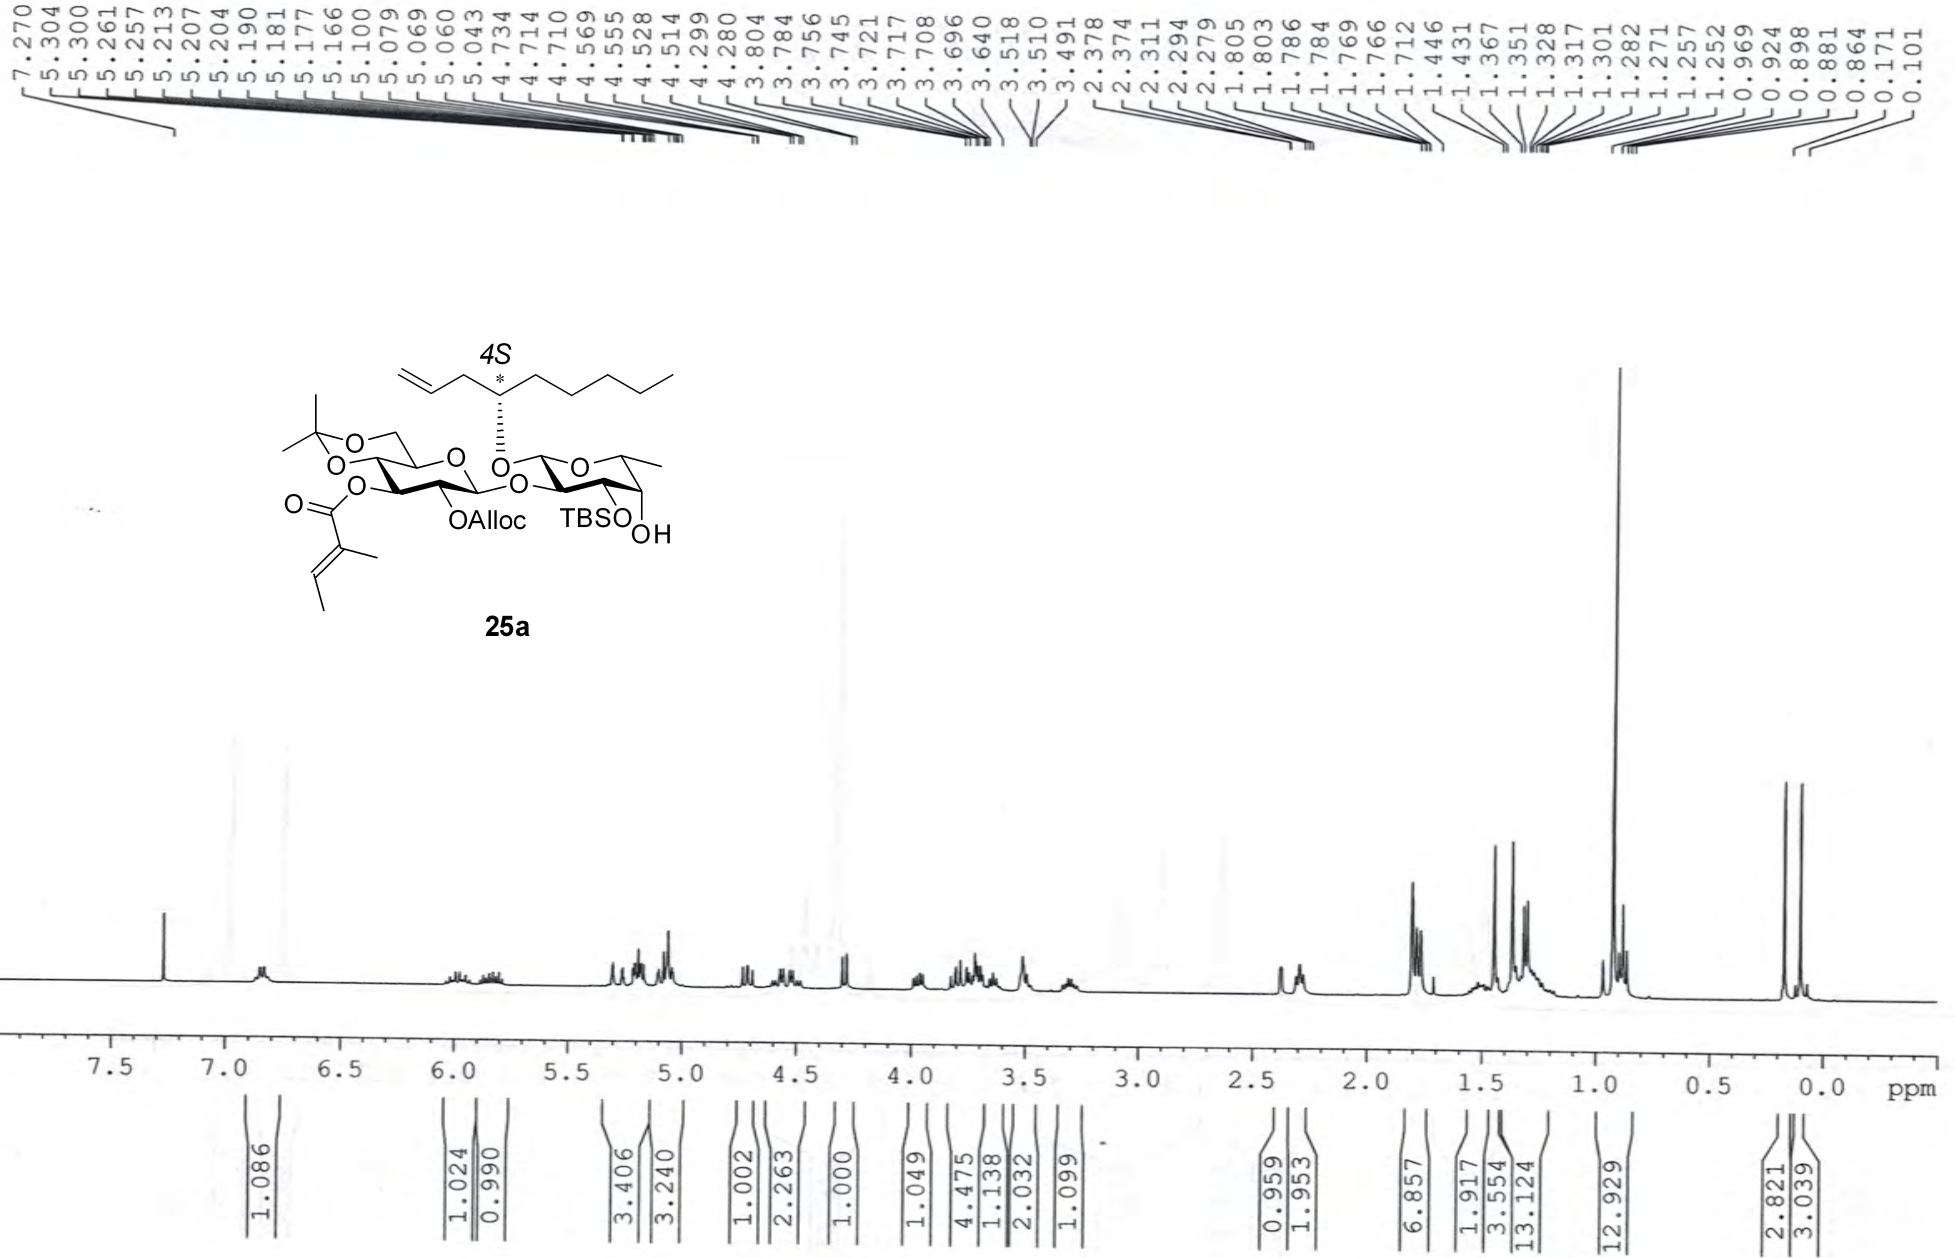 7.270 5.304 5.300 5.261 5.257 5.213 5.207 5.204 5.190 5.181 5.177 5.166 5.100 5.079 5.069 5.060 5.043 4.734 4.714 4.710 4.569 4.555 4.528 4.514 4.299 4.280 3.804 3.784 3.756 3.745 3.721 3.717 3.708 3.696 3.640 3.518 3.510 3.491 2.378 2.374 2.311 2.294 2.279 1.805 1.803 1.786 1.784 1.769 1.766 1.712 1.446 1.431 1.367 1.351 1.328 1.317 1.301 1.282 1.271 1.257 1.252 0.969 0.924 0.898 0.881 0.864 0.171 0.101
4S
*
O
O O O O
O O
O
OAlloc TBSO
OH
25a
7.5 7.0 6.5 6.0 5.5 5.0 4.5 4.0 3.5 3.0 2.5 2.0 1.5 1.0 0.5 0.0 ppm
1.086 1.024 0.990 3.406 3.240 1.002 2.263 1.000 1.049 4.475 1.138 2.032 1.099 0.959 1.953 6.857 1.917 3.554 13.124 12.929 2.821 3.039